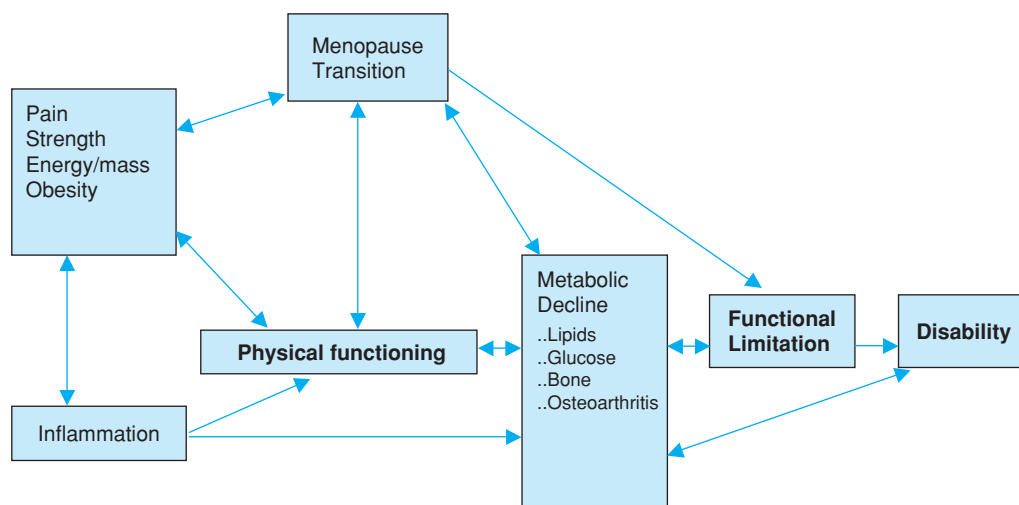 Menopause
Transition
Pain
Strength
Energy/mass
Obesity
Metabolic
Decline
..Lipids
..Glucose
..Bone
..Osteoarthritis
Functional
Limitation
Disability
Physical functioning
Inflammation